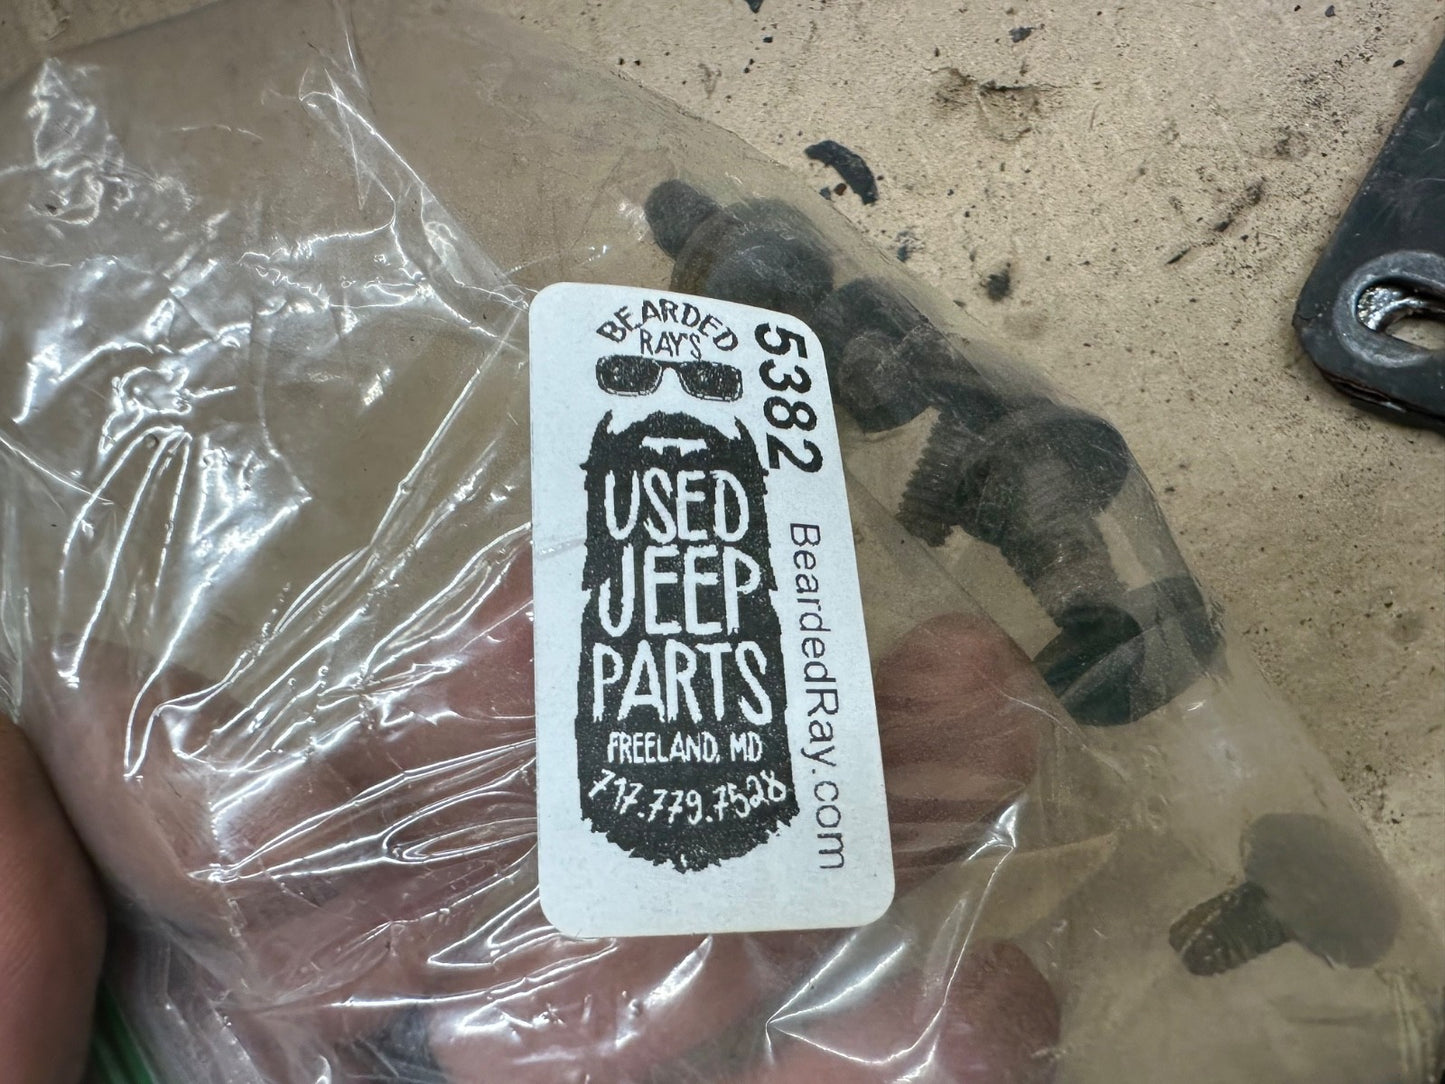 BEARDED
RAY'S
USED
JEEP
PARTS
FREELAND, MD
717.779.7528
5382
BeardedRay.com